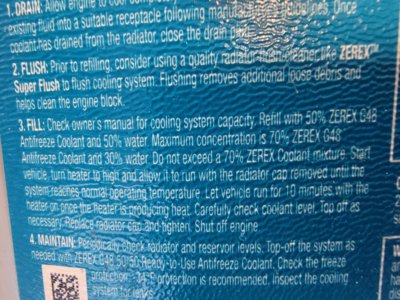 1. DRAIN: Allow engine to cool
existing fluid into a suitable receptacle following manufacturer guidelines. Once
coolant has drained from the radiator, close the drain.
2. FLUSH: Prior to refilling, consider using a quality radiator flush/cleaner, like ZEREX™
Super Flush to flush cooling system. Flushing removes additional loose debris and
helps clean the engine block.
3. FILL: Check owner's manual for cooling system capacity. Refill with 50% ZEREX G48
Antifreeze Coolant and 50% water. Maximum concentration is 70% ZEREX G48
Antifreeze Coolant and 30% water. Do not exceed a 70% ZEREX Coolant mixture. Start
vehicle, turn heater to high and allow it to run with the radiator cap removed until the
system reaches normal operating temperature. Let vehicle run for 10 minutes with the
heater on once the heater is producing heat. Carefully check coolant level. Top off as
necessary. Replace radiator cap and tighten. Shut off engine.
4. MAINTAIN: Periodically check radiator and reservoir levels. Top-off the system as
needed with ZEREX G48 50/50 Ready-to-Use Antifreeze Coolant. Check the freeze
protection. -34°F protection is recommended. Inspect the cooling
system